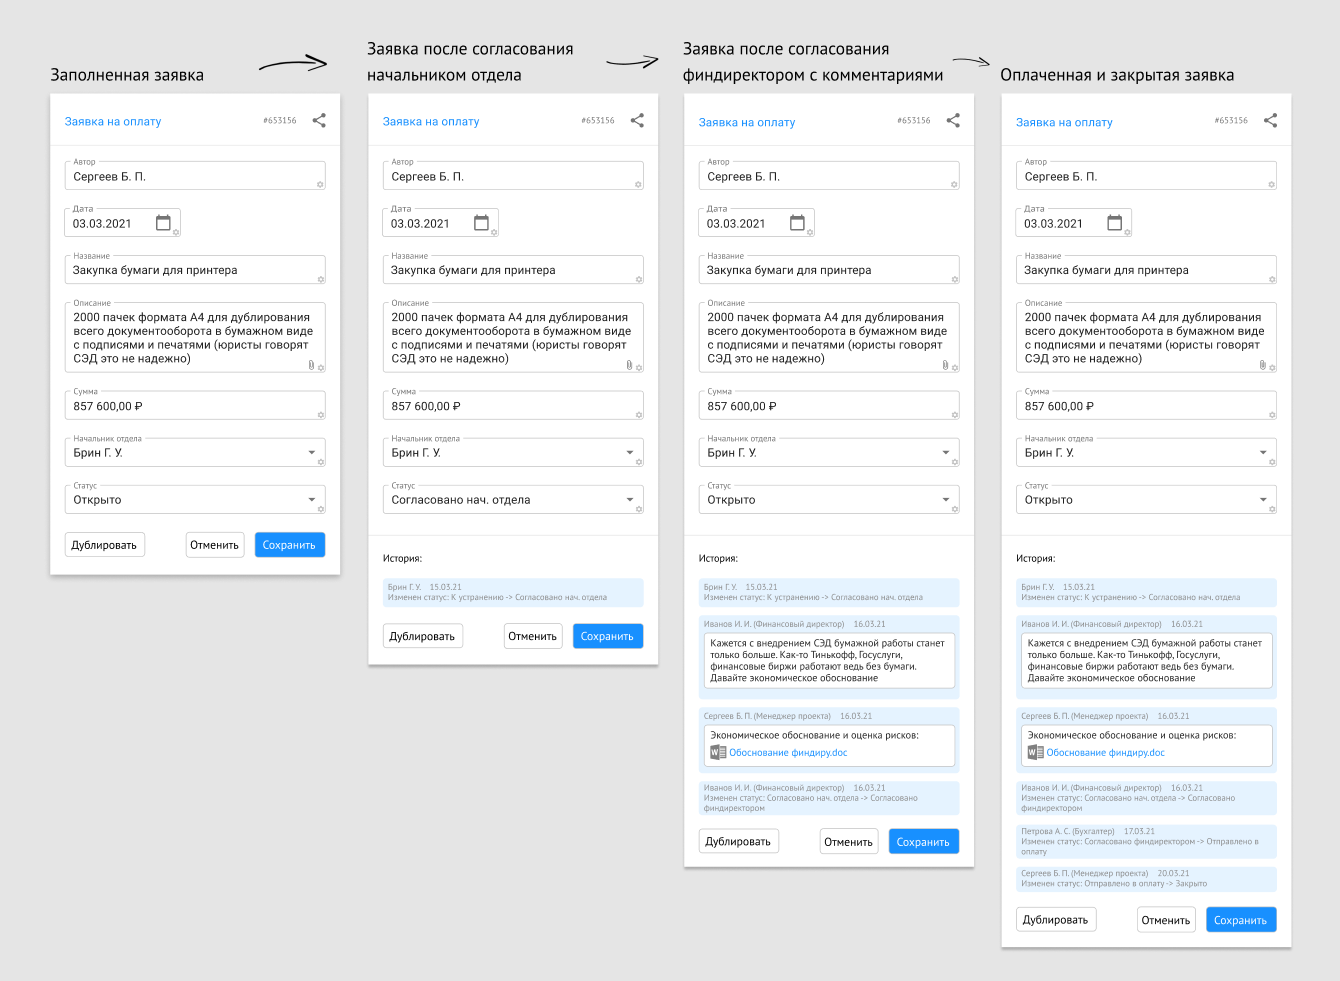 Заполненная заявка
Заявка на оплату
#653156
Автор
Сергеев Б. П.
Дата
03.03.2021
Название
Закупка бумаги для принтера
Описание
2000 пачек формата А4 для дублирования
всего документооборота в бумажном виде
с подписями и печатями (юристы говорят
СЭД это не надежно)
Сумма
857 600,00 ₽
Начальник отдела
Брин Г. У.
Статус
Открыто
Дублировать
Отменить
Сохранить
Заявка после согласования
начальником отдела
Заявка на оплату
#653156
Автор
Сергеев Б. П.
Дата
03.03.2021
Название
Закупка бумаги для принтера
Описание
2000 пачек формата А4 для дублирования
всего документооборота в бумажном виде
с подписями и печатями (юристы говорят
СЭД это не надежно)
Сумма
857 600,00 ₽
Начальник отдела
Брин Г. У.
Статус
Согласовано нач. отдела
История:
Брин Г. У. 15.03.21
Изменен статус: К устранению -> Согласовано нач. отдела
Дублировать
Отменить
Сохранить
Заявка после согласования
финдиректором с комментариями
Заявка на оплату
#653156
Автор
Сергеев Б. П.
Дата
03.03.2021
Название
Закупка бумаги для принтера
Описание
2000 пачек формата А4 для дублирования
всего документооборота в бумажном виде
с подписями и печатями (юристы говорят
СЭД это не надежно)
Сумма
857 600,00 ₽
Начальник отдела
Брин Г. У.
Статус
Открыто
История:
Брин Г. У. 15.03.21
Изменен статус: К устранению -> Согласовано нач. отдела
Иванов И. И. (Финансовый директор) 16.03.21
Кажется с внедрением СЭД бумажной работы станет
только больше. Как-то Тинькофф, Госуслуги,
финансовые биржи работают ведь без бумаги.
Давайте экономическое обоснование
Сергеев Б. П. (Менеджер проекта) 16.03.21
Экономическое обоснование и оценка рисков:
W Обоснование финдиру.doc
Иванов И. И. (Финансовый директор) 16.03.21
Изменен статус: Согласовано нач. отдела -> Согласовано
финдиректором
Дублировать
Отменить
Сохранить
Оплаченная и закрытая заявка
Заявка на оплату
#653156
Автор
Сергеев Б. П.
Дата
03.03.2021
Название
Закупка бумаги для принтера
Описание
2000 пачек формата А4 для дублирования
всего документооборота в бумажном виде
с подписями и печатями (юристы говорят
СЭД это не надежно)
Сумма
857 600,00 ₽
Начальник отдела
Брин Г. У.
Статус
Открыто
История:
Брин Г. У. 15.03.21
Изменен статус: К устранению -> Согласовано нач. отдела
Иванов И. И. (Финансовый директор) 16.03.21
Кажется с внедрением СЭД бумажной работы станет
только больше. Как-то Тинькофф, Госуслуги,
финансовые биржи работают ведь без бумаги.
Давайте экономическое обоснование
Сергеев Б. П. (Менеджер проекта) 16.03.21
Экономическое обоснование и оценка рисков:
W Обоснование финдиру.doc
Иванов И. И. (Финансовый директор) 16.03.21
Изменен статус: Согласовано нач. отдела -> Согласовано
финдиректором
Петрова А. С. (Бухгалтер) 17.03.21
Изменен статус: Согласовано финдиректором -> Отправлено в
оплату
Сергеев Б. П. (Менеджер проекта) 20.03.21
Изменен статус: Отправлено в оплату -> Закрыто
Дублировать
Отменить
Сохранить